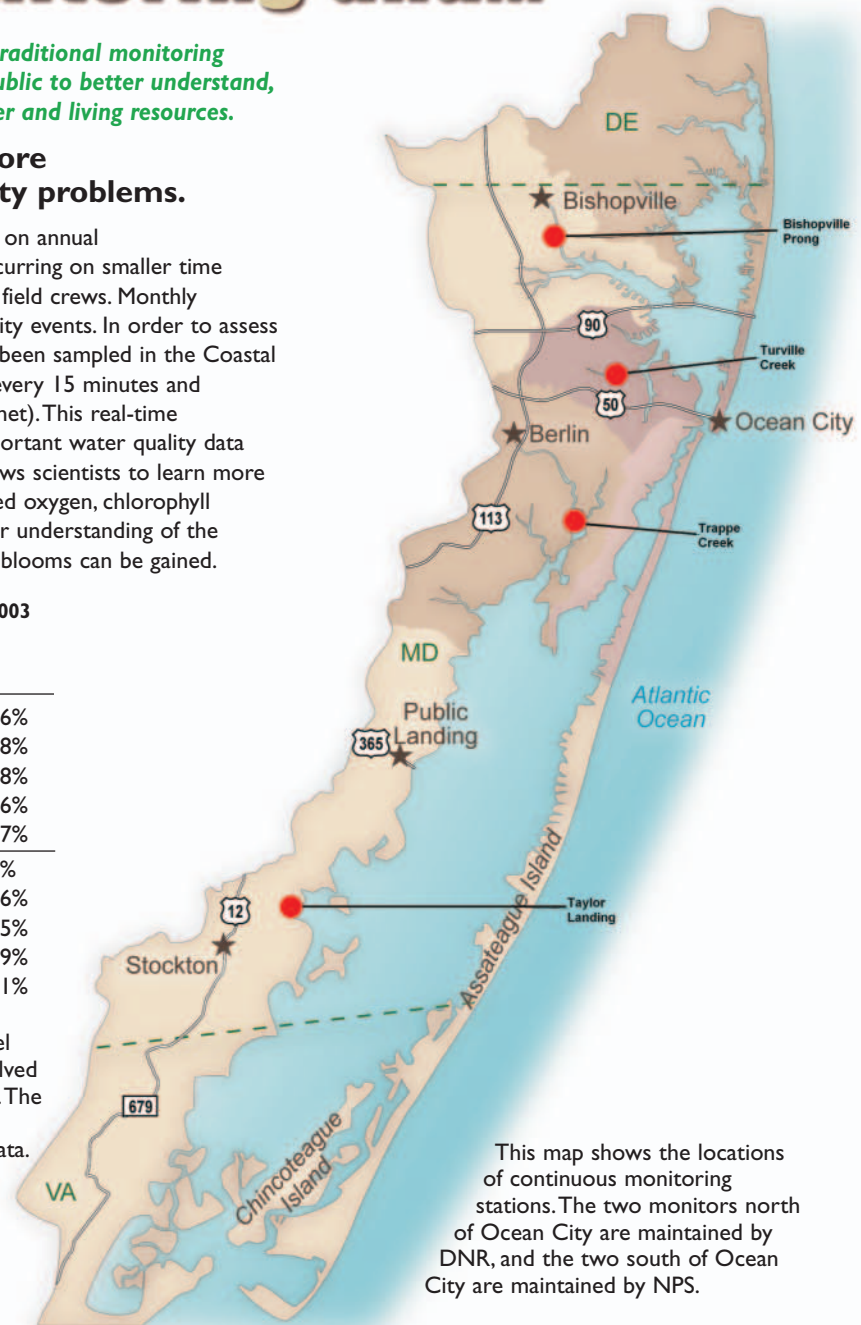 raditional monitoring
ublic to better understand,
er and living resources.
ore
ty problems.
on annual
curring on smaller time
field crews. Monthly
ity events. In order to assess
been sampled in the Coastal
every 15 minutes and
net). This real-time
portant water quality data
ws scientists to learn more
ed oxygen, chlorophyll
r understanding of the
blooms can be gained.
003
6%
8%
8%
6%
7%
%
6%
5%
9%
1%
el
lved
. The
ata.
DE
Bishopville
Bishopville
Prong
90
Turville
Creek
50
Ocean City
Berlin
113
Trappe
Creek
MD
Atlantic
Ocean
Public
Landing
365
Assateague Island
Taylor
Landing
12
Stockton
679
Chincoteague
Island
VA
This map shows the locations
of continuous monitoring
stations. The two monitors north
of Ocean City are maintained by
DNR, and the two south of Ocean
City are maintained by NPS.